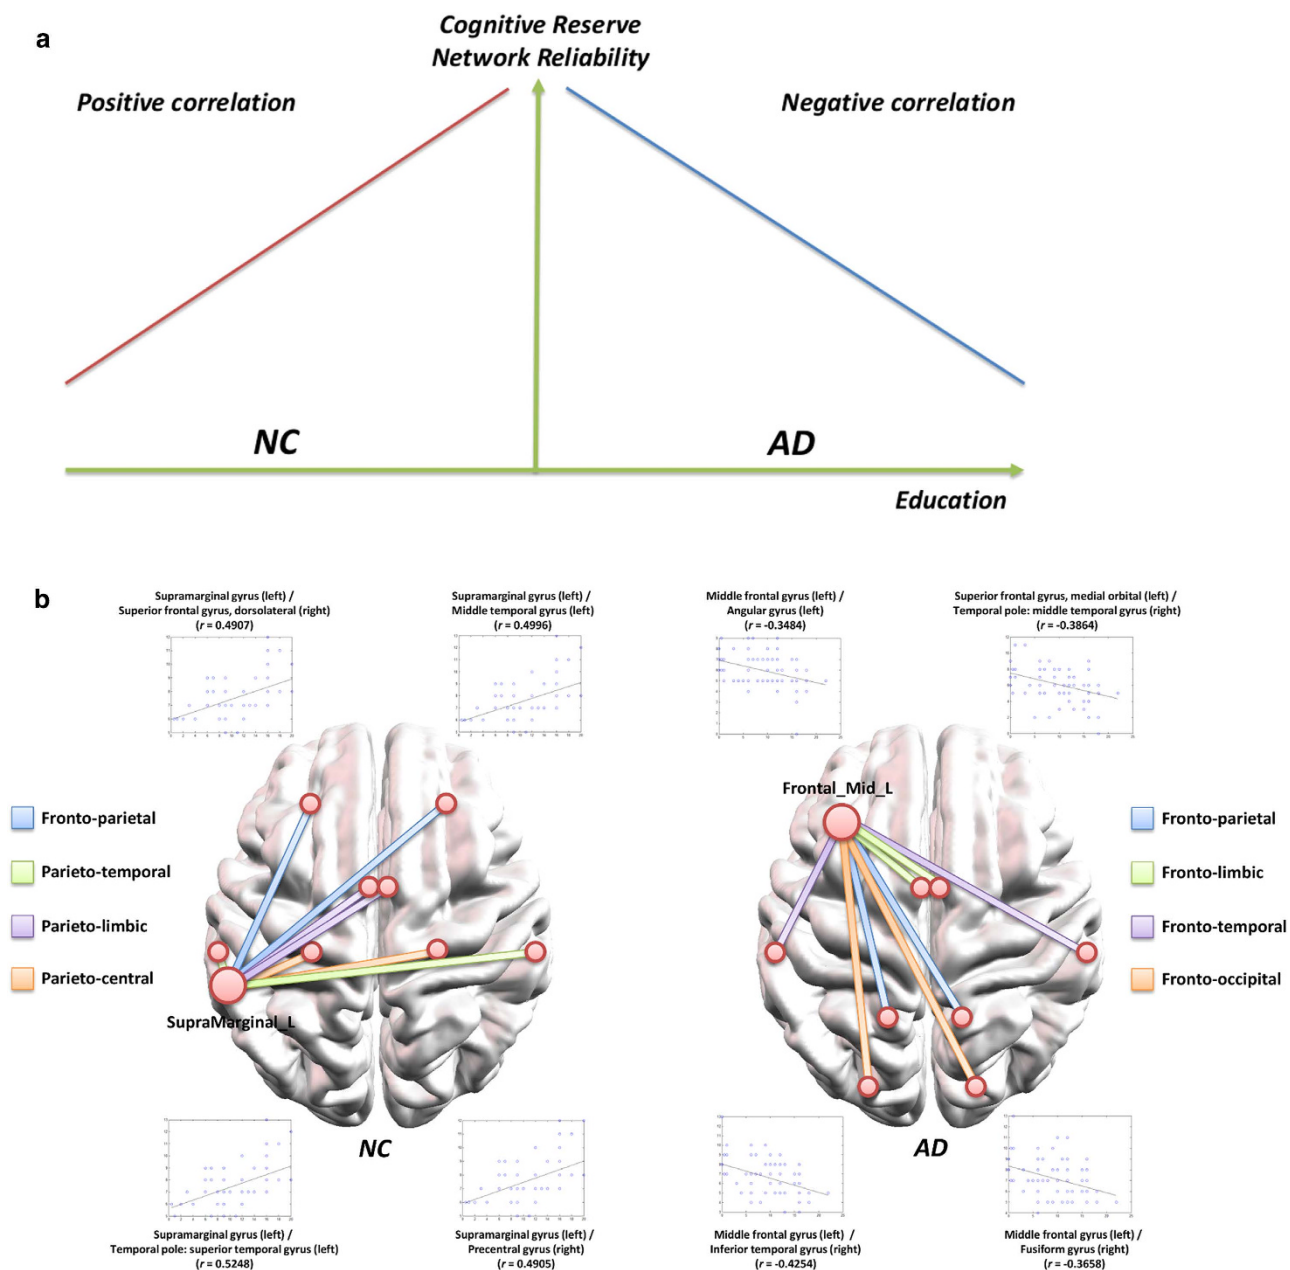 a
Cognitive Reserve
Network Reliability
Positive correlation
Negative correlation
NC
AD
Education
b
Supramarginal gyrus (left) /
Superior frontal gyrus, dorsolateral (right)
(r = 0.4907)
Supramarginal gyrus (left) /
Middle temporal gyrus (left)
(r = 0.4996)
Middle frontal gyrus (left) /
Angular gyrus (left)
(r = -0.3484)
Superior frontal gyrus, medial orbital (left) /
Temporal pole: middle temporal gyrus (right)
(r = -0.3864)
Fronto-parietal
Parieto-temporal
Parieto-limbic
Parieto-central
SupraMarginal_L
Frontal_Mid_L
Fronto-parietal
Fronto-limbic
Fronto-temporal
Fronto-occipital
NC
AD
Supramarginal gyrus (left) /
Temporal pole: superior temporal gyrus (left)
(r = 0.5248)
Supramarginal gyrus (left) /
Precentral gyrus (right)
(r = 0.4905)
Middle frontal gyrus (left) /
Inferior temporal gyrus (right)
(r = -0.4254)
Middle frontal gyrus (left) /
Fusiform gyrus (right)
(r = -0.3658)